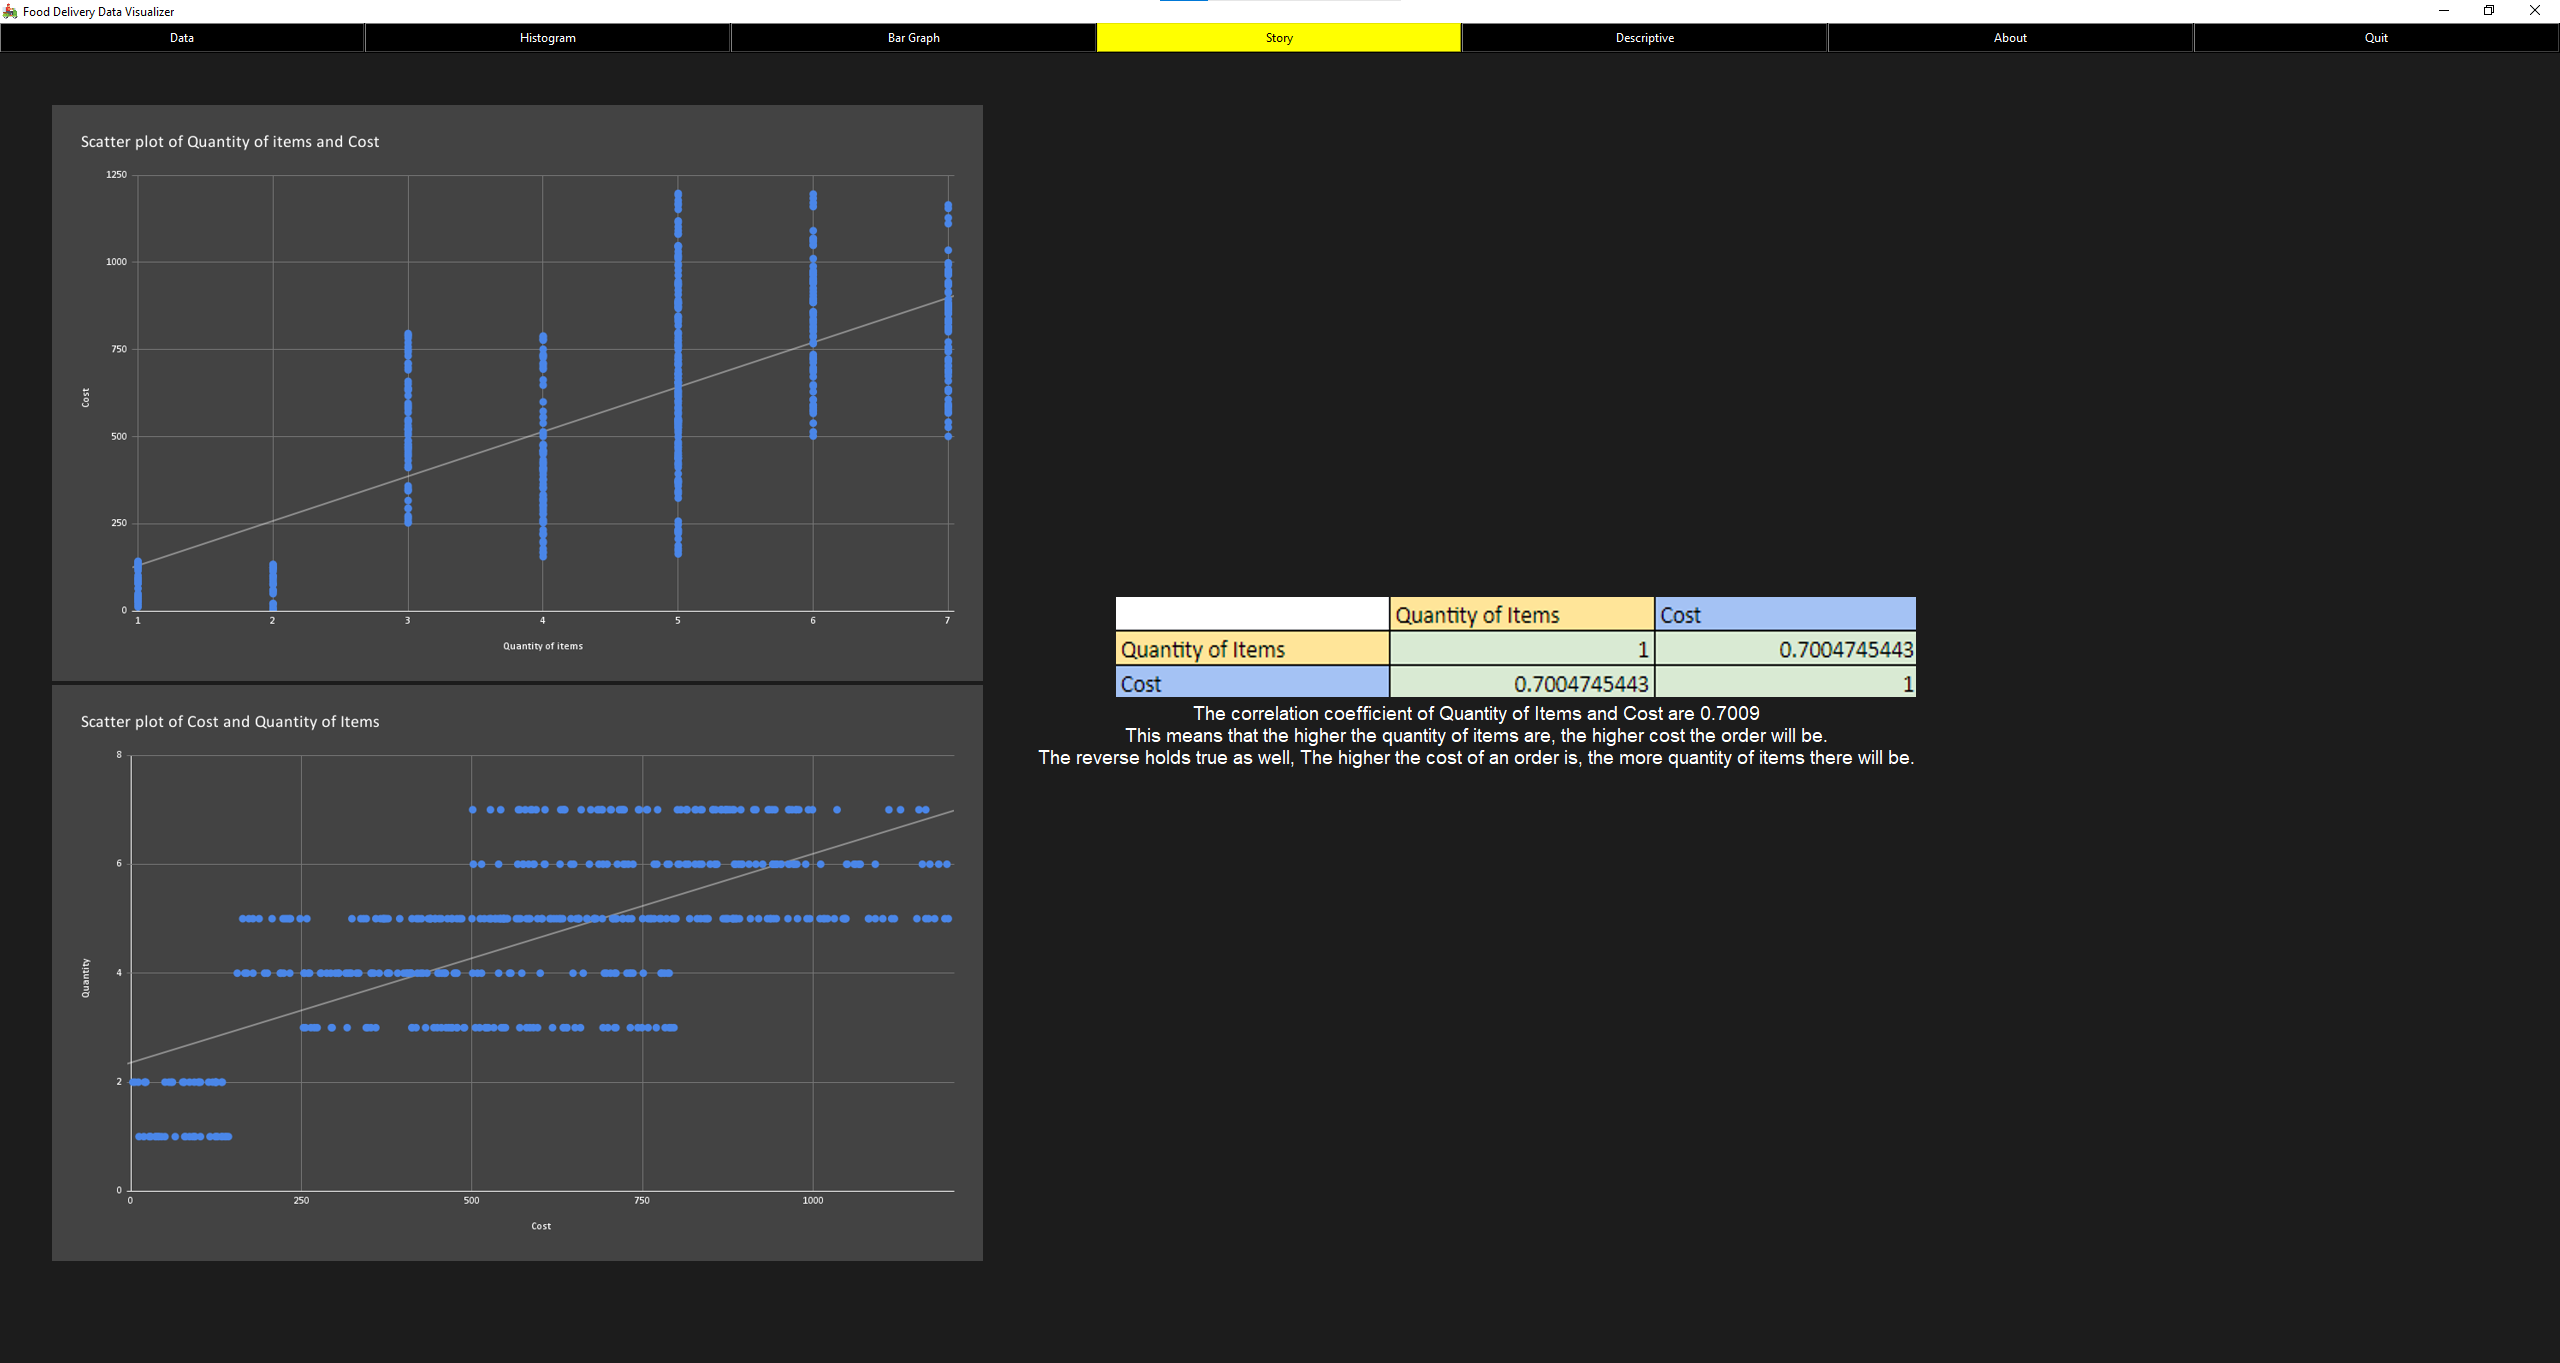 Food Delivery Data Visualizer
Data
Histogram
Bar Graph
Story
Descriptive
About
Quit
Scatter plot of Quantity of items and Cost
1250
1000
750
500
250
0
Cost
1 2 3 4 5 6 7
Quantity of items
Scatter plot of Cost and Quantity of Items
8
6
4
2
0
Quantity
0 250 500 750 1000
Cost
Quantity of Items Cost
Quantity of Items 1 0.7004745443
Cost 0.7004745443 1
The correlation coefficient of Quantity of Items and Cost are 0.7009
This means that the higher the quantity of items are, the higher cost the order will be.
The reverse holds true as well, The higher the cost of an order is, the more quantity of items there will be.